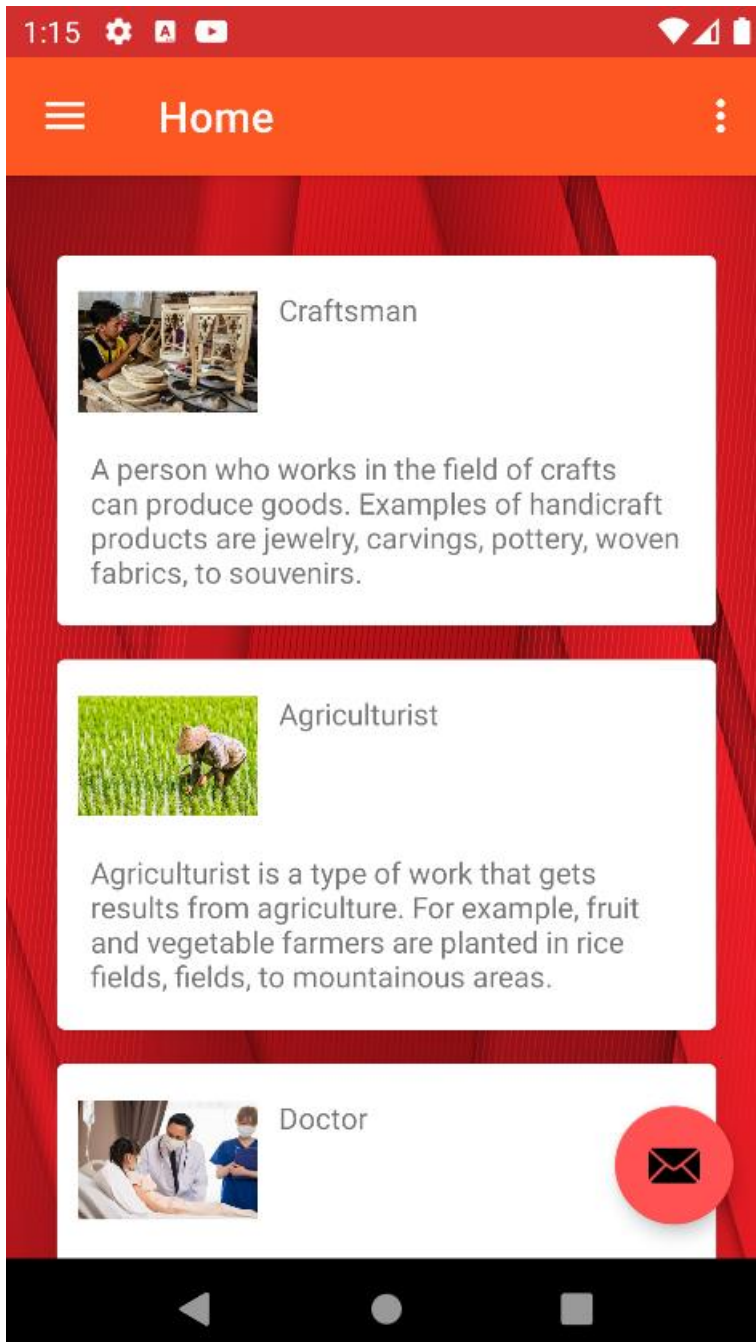 1:15
Home
Craftsman
A person who works in the field of crafts
can produce goods. Examples of handicraft
products are jewelry, carvings, pottery, woven
fabrics, to souvenirs.
Agriculturist
Agriculturist is a type of work that gets
results from agriculture. For example, fruit
and vegetable farmers are planted in rice
fields, fields, to mountainous areas.
Doctor